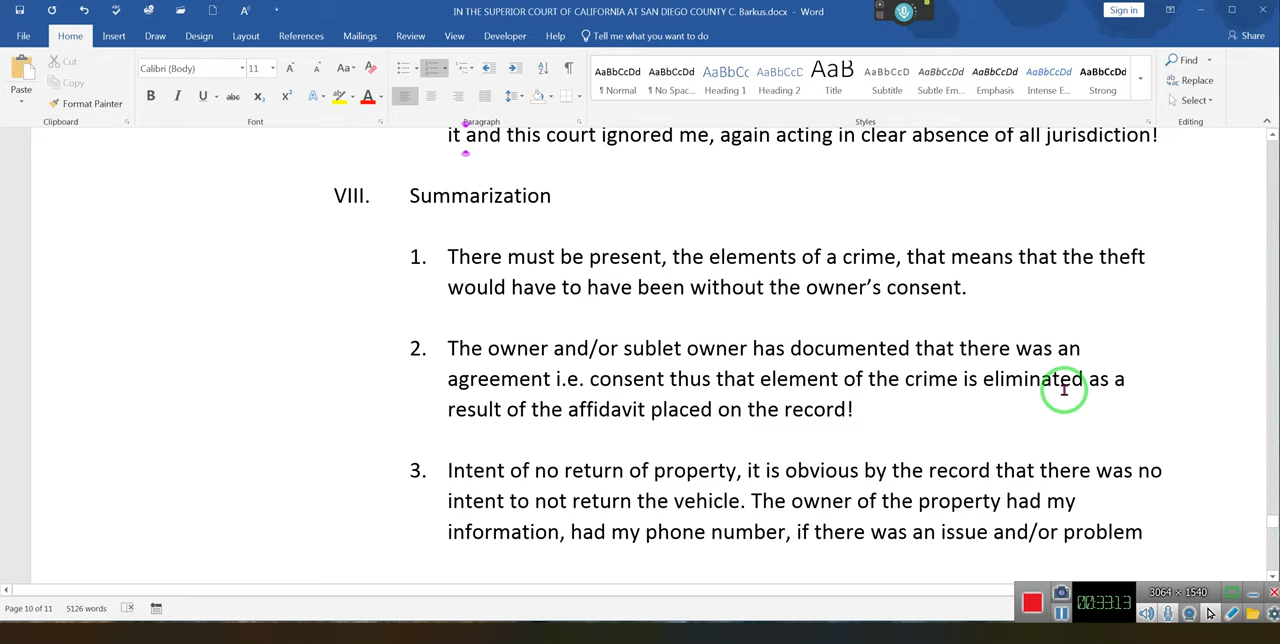 IN THE SUPERIOR COURT OF CALIFORNIA AT SAN DIEGO COUNTY C. Barkus.docx - Word
Sign in
File Home Insert Draw Design Layout References Mailings Review View Developer Help Tell me what you want to do Share
Paste
Cut
Copy
Format Painter
Calibri (Body) 11
AaBbCcDd AaBbCcDd AaBbCc AaBbCcD AaB AaBbCcD AaBbCcDd AaBbCcDd AaBbCcDd AaBbCcDd
¶ Normal ¶ No Spac... Heading 1 Heading 2 Title Subtitle Subtle Em... Emphasis Intense E... Strong
Find
Replace
Select
Clipboard Font Paragraph Styles Editing
it and this court ignored me, again acting in clear absence of all jurisdiction!
VIII. Summarization
1. There must be present, the elements of a crime, that means that the theft
would have to have been without the owner’s consent.
2. The owner and/or sublet owner has documented that there was an
agreement i.e. consent thus that element of the crime is eliminated as a
result of the affidavit placed on the record!
3. Intent of no return of property, it is obvious by the record that there was no
intent to not return the vehicle. The owner of the property had my
information, had my phone number, if there was an issue and/or problem
Page 10 of 11 5126 words
00:33:13
3064 × 1540